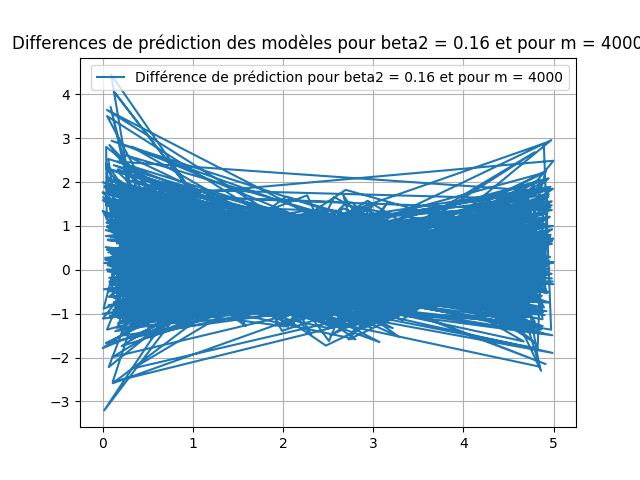 Differences de prédiction des modèles pour beta2 = 0.16 et pour m = 4000
Différence de prédiction pour beta2 = 0.16 et pour m = 4000
4
3
2
1
0
−1
−2
−3
0 1 2 3 4 5